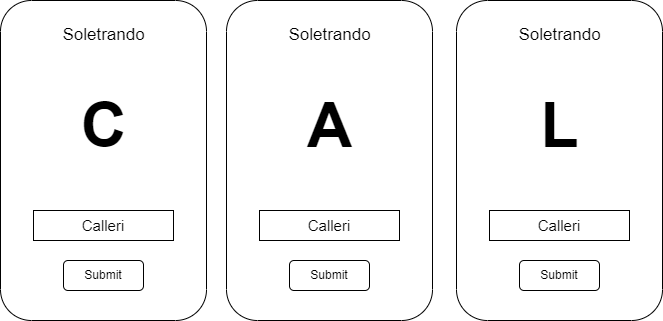 Soletrando
C
Calleri
Submit
Soletrando
A
Calleri
Submit
Soletrando
L
Calleri
Submit